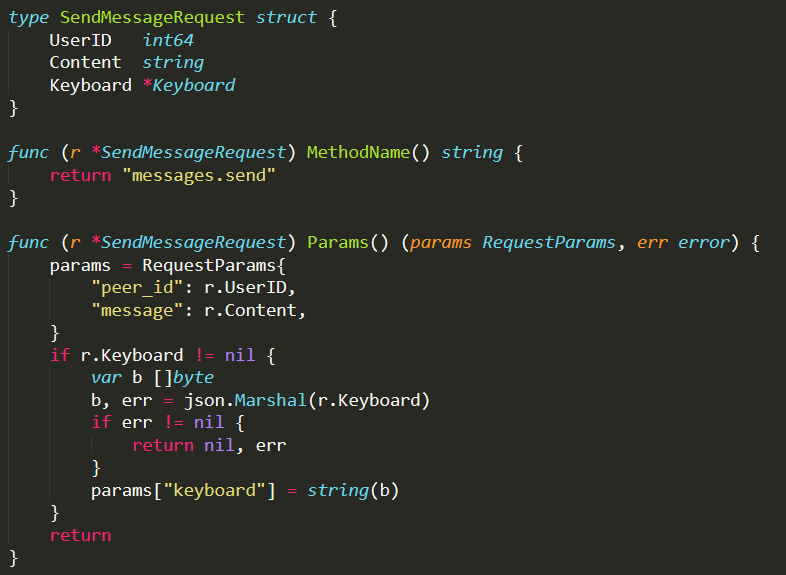 type SendMessageRequest struct {
    UserID   int64
    Content  string
    Keyboard *Keyboard
}

func (r *SendMessageRequest) MethodName() string {
    return "messages.send"
}

func (r *SendMessageRequest) Params() (params RequestParams, err error) {
    params = RequestParams{
        "peer_id": r.UserID,
        "message": r.Content,
    }
    if r.Keyboard != nil {
        var b []byte
        b, err = json.Marshal(r.Keyboard)
        if err != nil {
            return nil, err
        }
        params["keyboard"] = string(b)
    }
    return
}